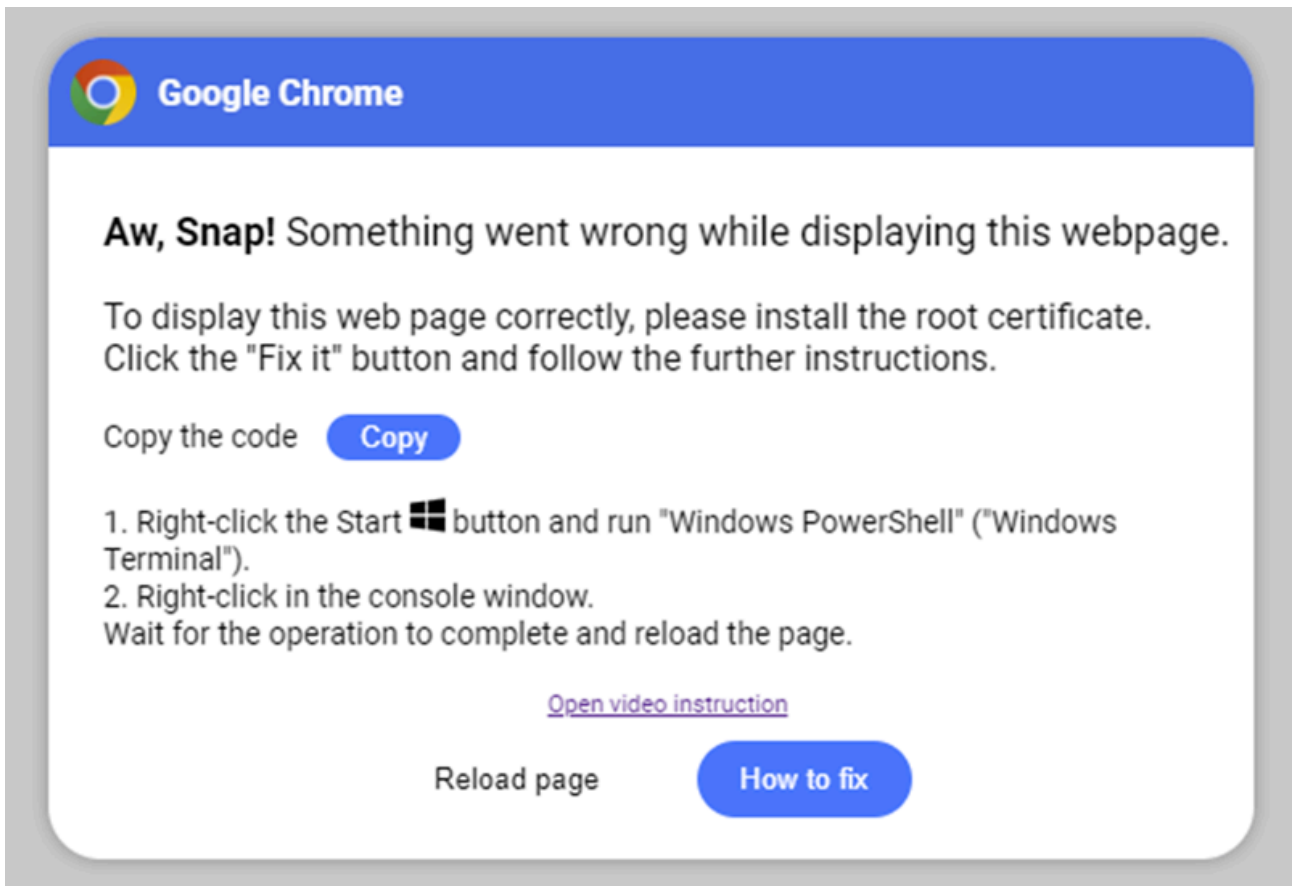 Google Chrome
Aw, Snap! Something went wrong while displaying this webpage.
To display this web page correctly, please install the root certificate.
Click the "Fix it" button and follow the further instructions.
Copy the code Copy
1. Right-click the Start button and run "Windows PowerShell" ("Windows
Terminal").
2. Right-click in the console window.
Wait for the operation to complete and reload the page.
Open video instruction
Reload page How to fix